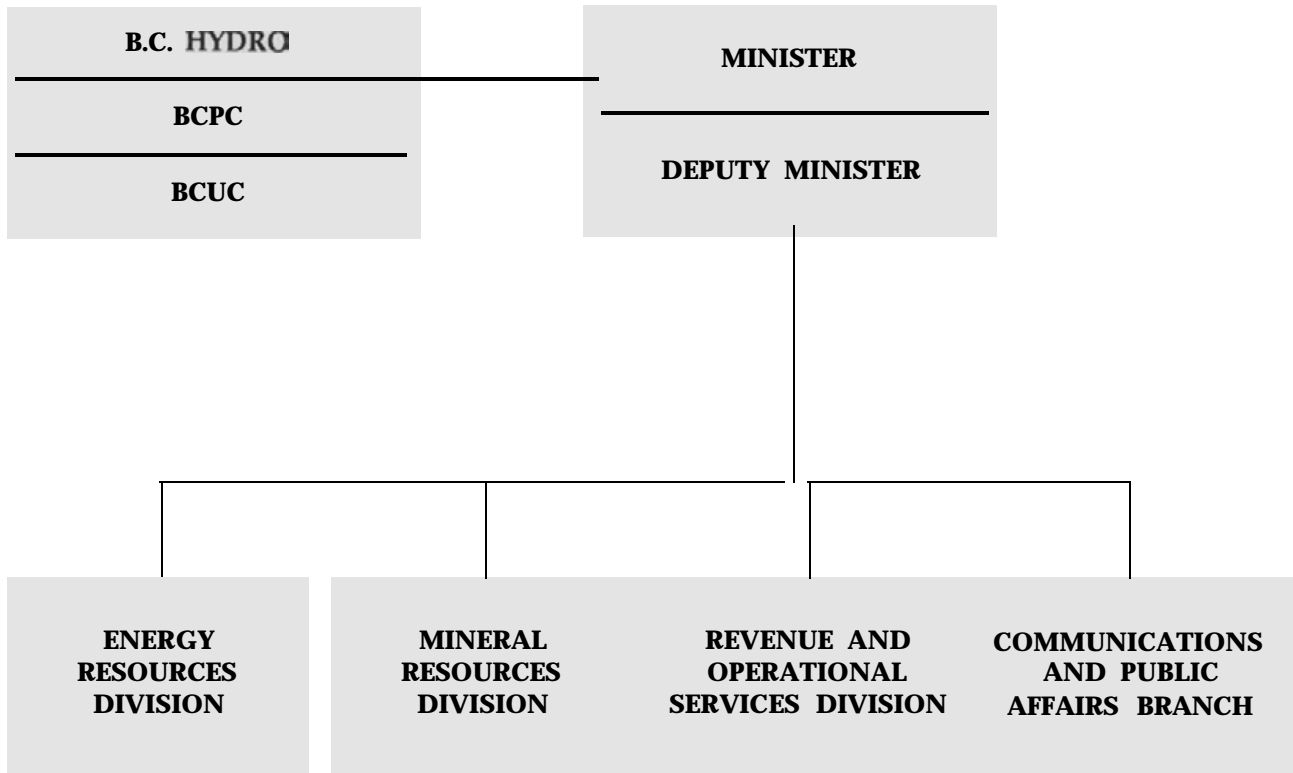 B.C. HYDRO
BCPC
BCUC
MINISTER
DEPUTY MINISTER
ENERGY
RESOURCES
DIVISION
MINERAL
RESOURCES
DIVISION
REVENUE AND
OPERATIONAL
SERVICES DIVISION
COMMUNICATIONS
AND PUBLIC
AFFAIRS BRANCH